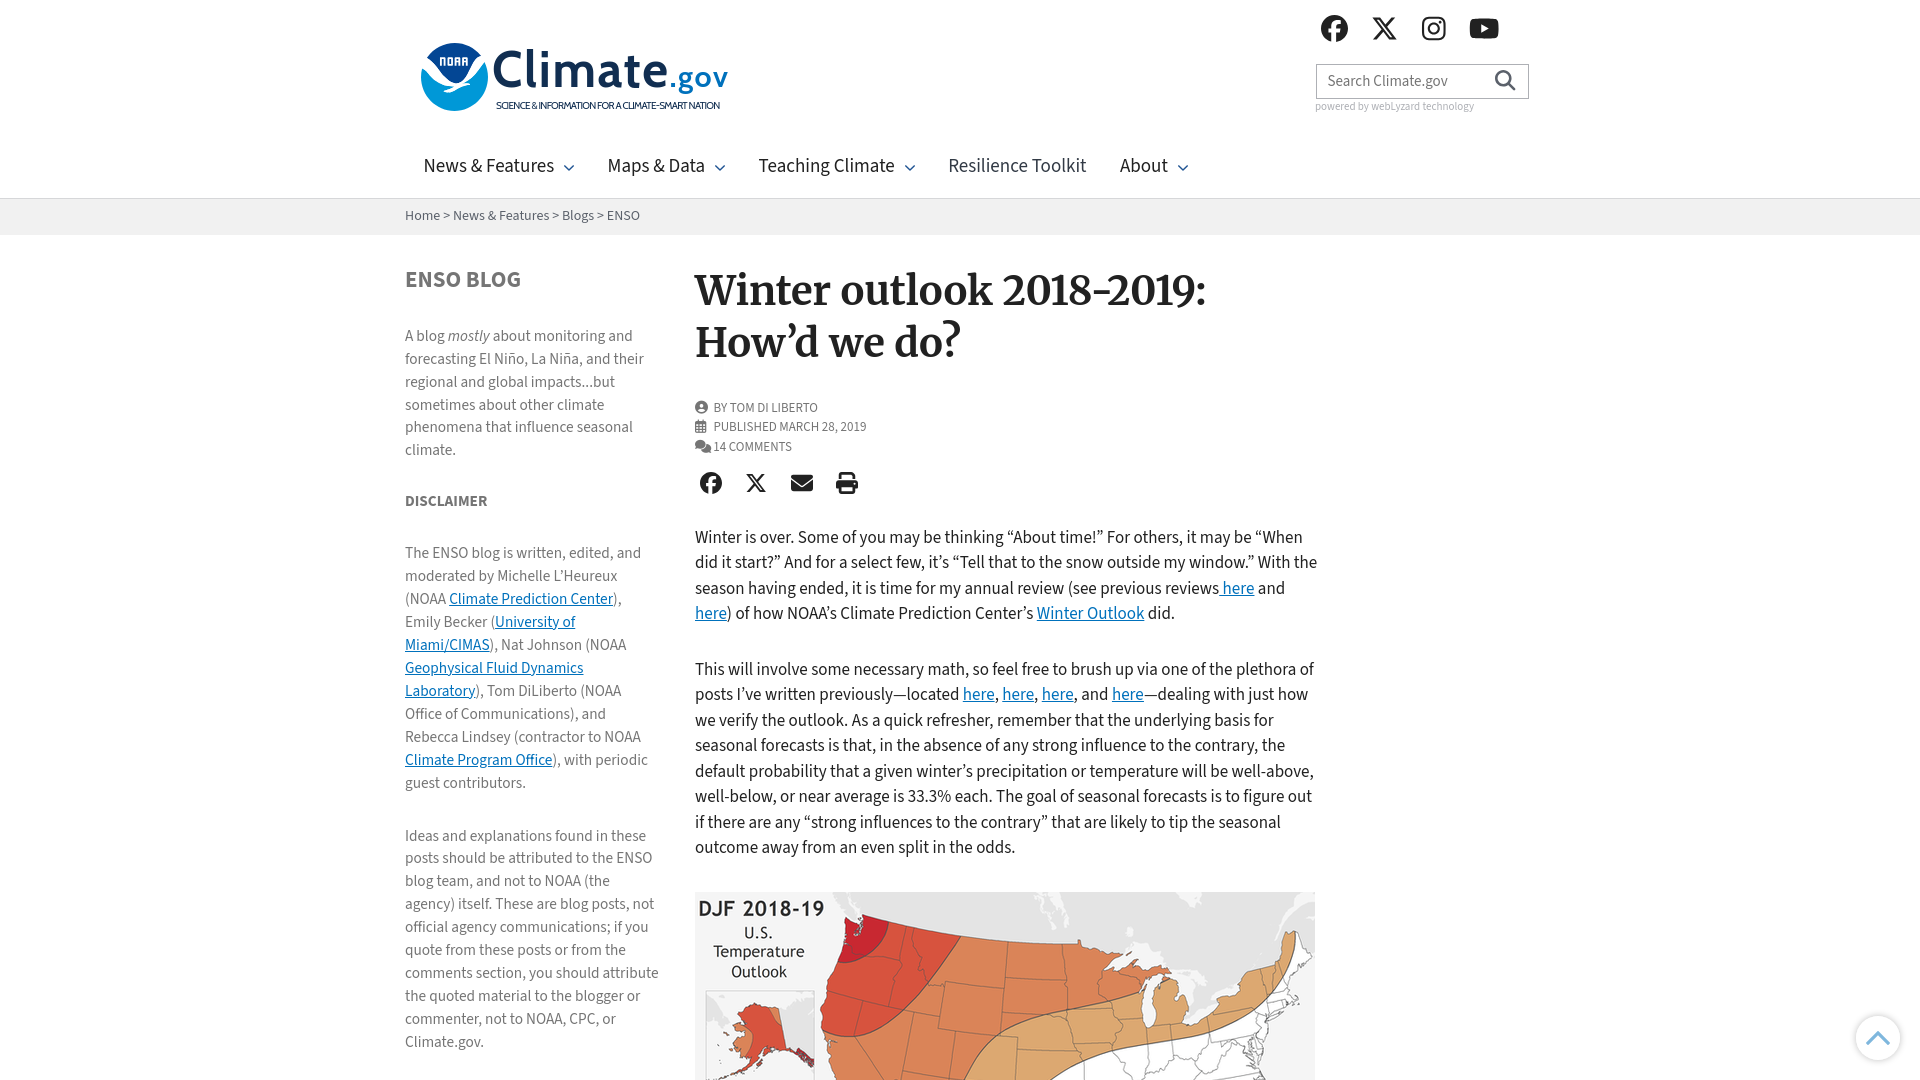 NOAA
Climate.gov
SCIENCE & INFORMATION FOR A CLIMATE-SMART NATION
Search Climate.gov
powered by webLyzard technology
News & Features
Maps & Data
Teaching Climate
Resilience Toolkit
About
Home > News & Features > Blogs > ENSO
ENSO BLOG
A blog mostly about monitoring and
forecasting El Niño, La Niña, and their
regional and global impacts...but
sometimes about other climate
phenomena that influence seasonal
climate.
DISCLAIMER
The ENSO blog is written, edited, and
moderated by Michelle L’Heureux
(NOAA Climate Prediction Center),
Emily Becker (University of
Miami/CIMAS), Nat Johnson (NOAA
Geophysical Fluid Dynamics
Laboratory), Tom DiLiberto (NOAA
Office of Communications), and
Rebecca Lindsey (contractor to NOAA
Climate Program Office), with periodic
guest contributors.
Ideas and explanations found in these
posts should be attributed to the ENSO
blog team, and not to NOAA (the
agency) itself. These are blog posts, not
official agency communications; if you
quote from these posts or from the
comments section, you should attribute
the quoted material to the blogger or
commenter, not to NOAA, CPC, or
Climate.gov.
Winter outlook 2018-2019:
How’d we do?
BY TOM DI LIBERTO
PUBLISHED MARCH 28, 2019
14 COMMENTS
Winter is over. Some of you may be thinking “About time!” For others, it may be “When
did it start?” And for a select few, it’s “Tell that to the snow outside my window.” With the
season having ended, it is time for my annual review (see previous reviews here and
here) of how NOAA’s Climate Prediction Center’s Winter Outlook did.
This will involve some necessary math, so feel free to brush up via one of the plethora of
posts I’ve written previously—located here, here, here, and here—dealing with just how
we verify the outlook. As a quick refresher, remember that the underlying basis for
seasonal forecasts is that, in the absence of any strong influence to the contrary, the
default probability that a given winter’s precipitation or temperature will be well-above,
well-below, or near average is 33.3% each. The goal of seasonal forecasts is to figure out
if there are any “strong influences to the contrary” that are likely to tip the seasonal
outcome away from an even split in the odds.
DJF 2018-19
U.S.
Temperature
Outlook